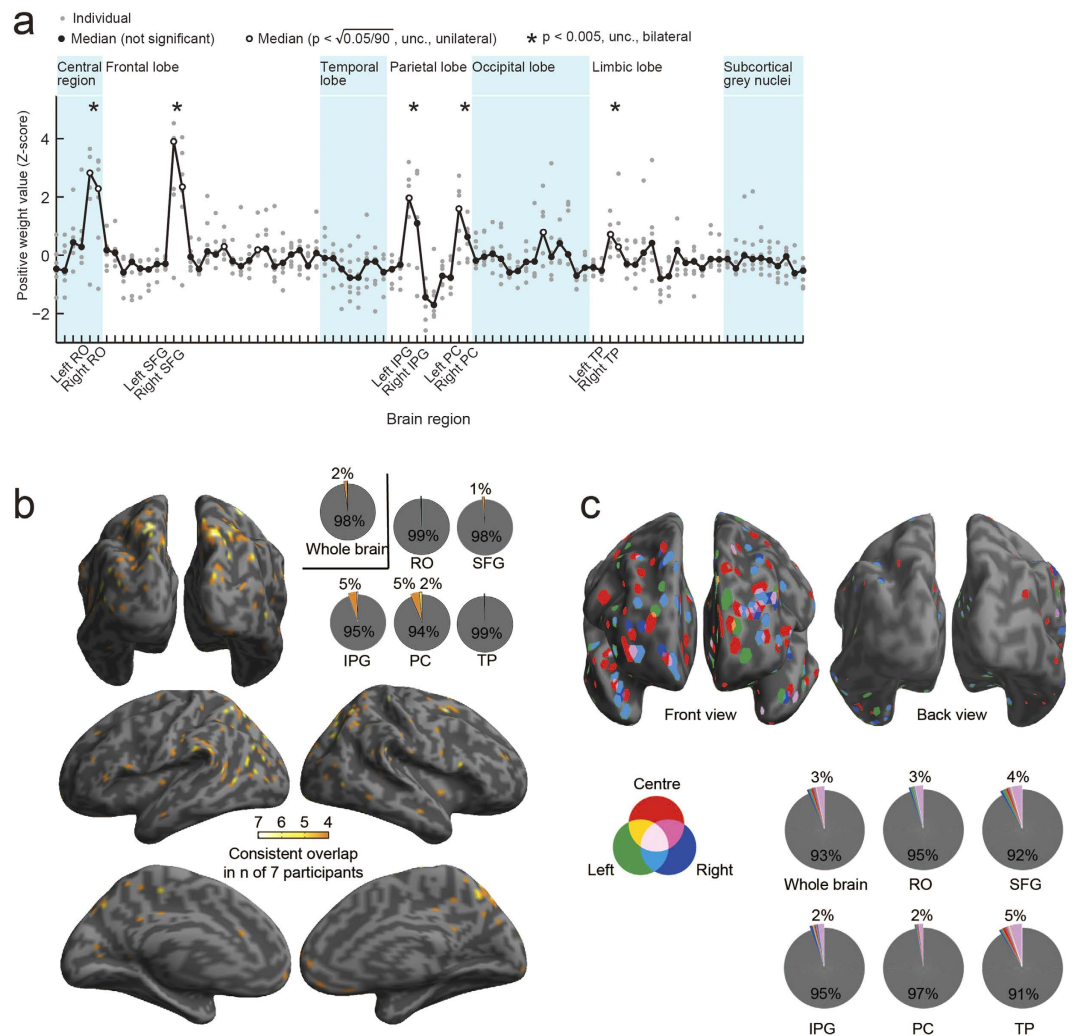 a
Individual
Median (not significant)
Median (p < √0.05/90 , unc., unilateral)
* p < 0.005, unc., bilateral
Central region
Frontal lobe
Temporal lobe
Parietal lobe
Occipital lobe
Limbic lobe
Subcortical grey nuclei
* * * * *
Positive weight value (Z-score)
4
2
0
−2
Left RO
Right RO
Left SFG
Right SFG
Left IPG
Right IPG
Left PC
Right PC
Left TP
Right TP
Brain region
b
2%
98%
Whole brain
99%
RO
1%
98%
SFG
5%
95%
IPG
5% 2%
94%
PC
99%
TP
7 6 5 4
Consistent overlap
in n of 7 participants
c
Front view
Back view
Centre
Left
Right
3%
93%
Whole brain
3%
95%
RO
4%
92%
SFG
2%
95%
IPG
2%
97%
PC
5%
91%
TP